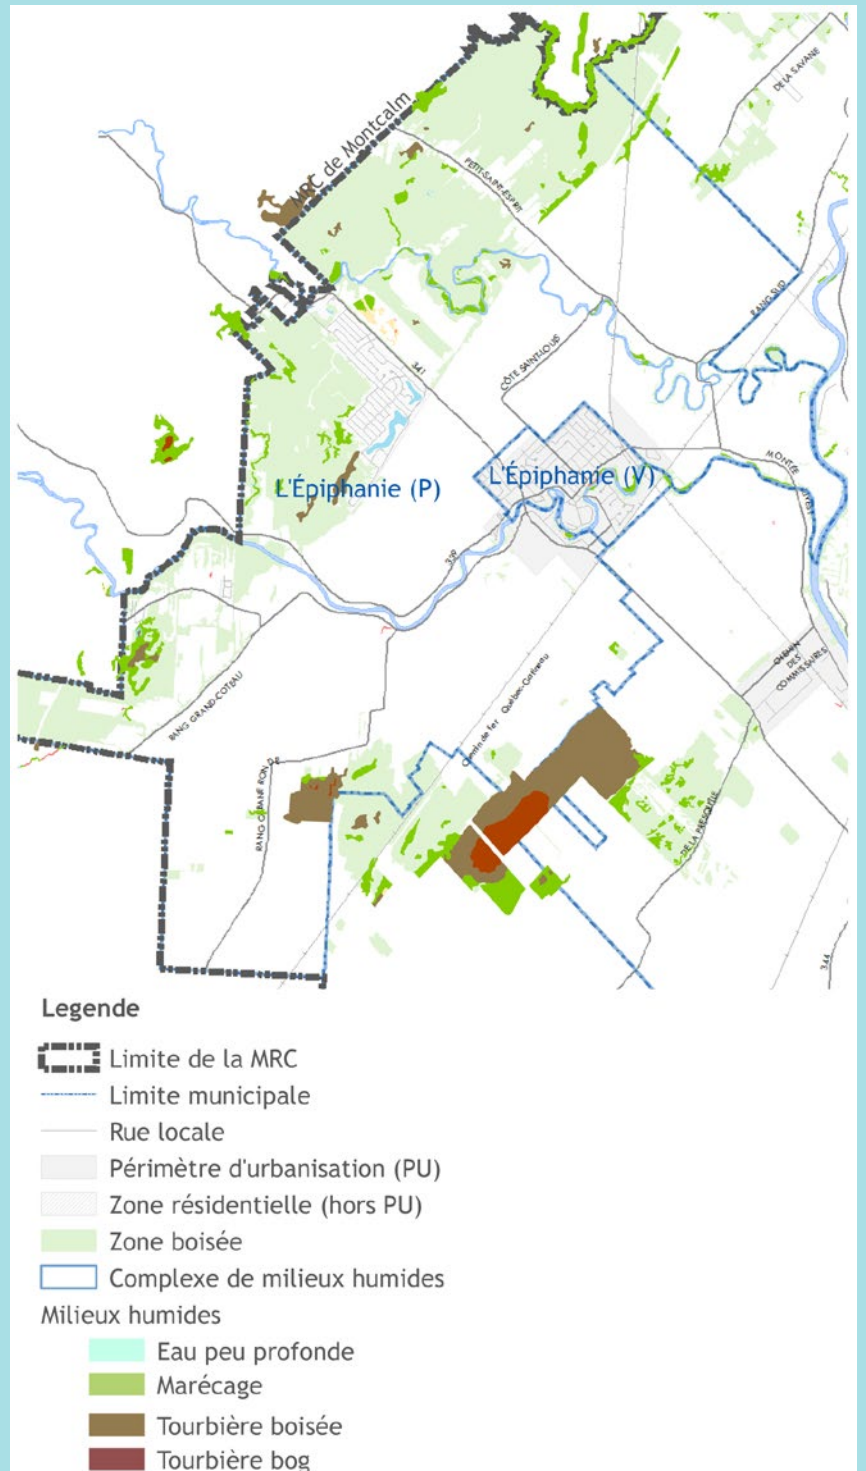 DE LA SAVANE
MRC de Montcalm
PETIT-SAINT-ESPRIT
RANG SUD
341
CÔTE SAINT-LOUIS
L'Épiphanie (P)
L'Épiphanie (V)
MONTÉE
339
CHEMIN
DES
COMMISSAIRES
RANG GRAND-COTEAU
Chemin de fer Québec-Gatineau
DE LA PRESQU'ÎLE
344
Legende
Limite de la MRC
Limite municipale
Rue locale
Périmètre d'urbanisation (PU)
Zone résidentielle (hors PU)
Zone boisée
Complexe de milieux humides
Milieux humides
Eau peu profonde
Marécage
Tourbière boisée
Tourbière bog